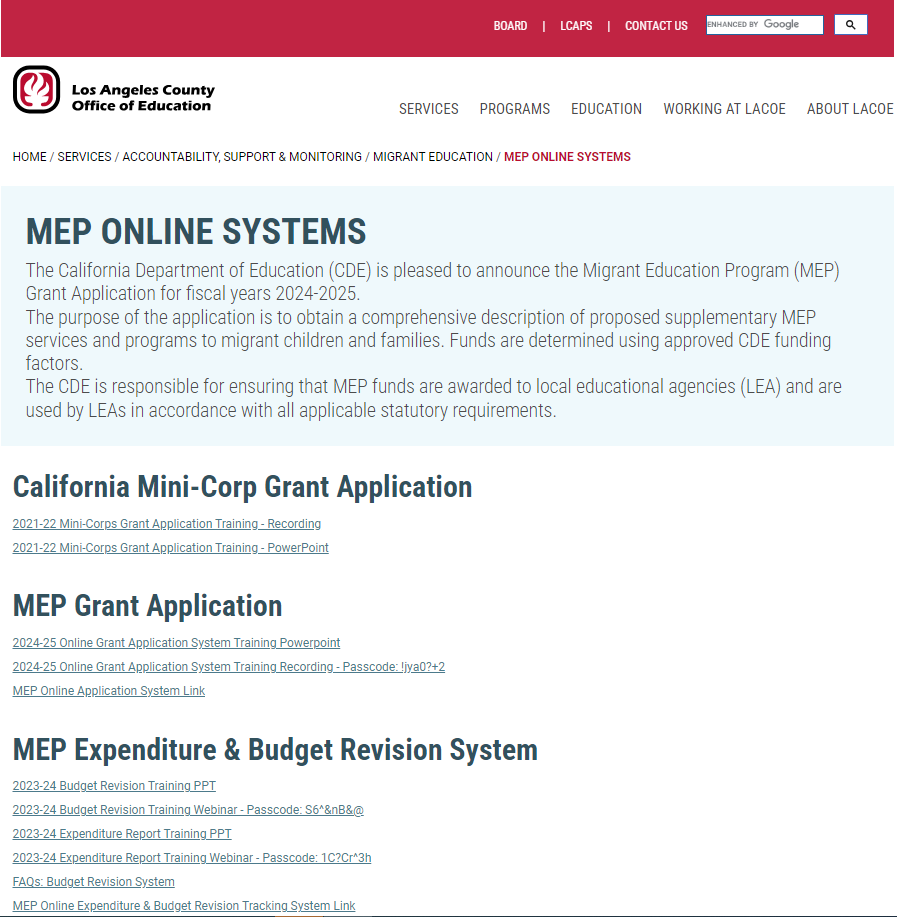 BOARD | LCAPS | CONTACT US ENHANCED BY Google
Los Angeles County
Office of Education
SERVICES PROGRAMS EDUCATION WORKING AT LACOE ABOUT LACOE
HOME / SERVICES / ACCOUNTABILITY, SUPPORT & MONITORING / MIGRANT EDUCATION / MEP ONLINE SYSTEMS
MEP ONLINE SYSTEMS
The California Department of Education (CDE) is pleased to announce the Migrant Education Program (MEP)
Grant Application for fiscal years 2024-2025.
The purpose of the application is to obtain a comprehensive description of proposed supplementary MEP
services and programs to migrant children and families. Funds are determined using approved CDE funding
factors.
The CDE is responsible for ensuring that MEP funds are awarded to local educational agencies (LEA) and are
used by LEAs in accordance with all applicable statutory requirements.
California Mini-Corp Grant Application
2021-22 Mini-Corps Grant Application Training - Recording
2021-22 Mini-Corps Grant Application Training - PowerPoint
MEP Grant Application
2024-25 Online Grant Application System Training Powerpoint
2024-25 Online Grant Application System Training Recording - Passcode: !jya0?+2
MEP Online Application System Link
MEP Expenditure & Budget Revision System
2023-24 Budget Revision Training PPT
2023-24 Budget Revision Training Webinar - Passcode: S6^&nB&@
2023-24 Expenditure Report Training PPT
2023-24 Expenditure Report Training Webinar - Passcode: 1C?Cr^3h
FAQs: Budget Revision System
MEP Online Expenditure & Budget Revision Tracking System Link